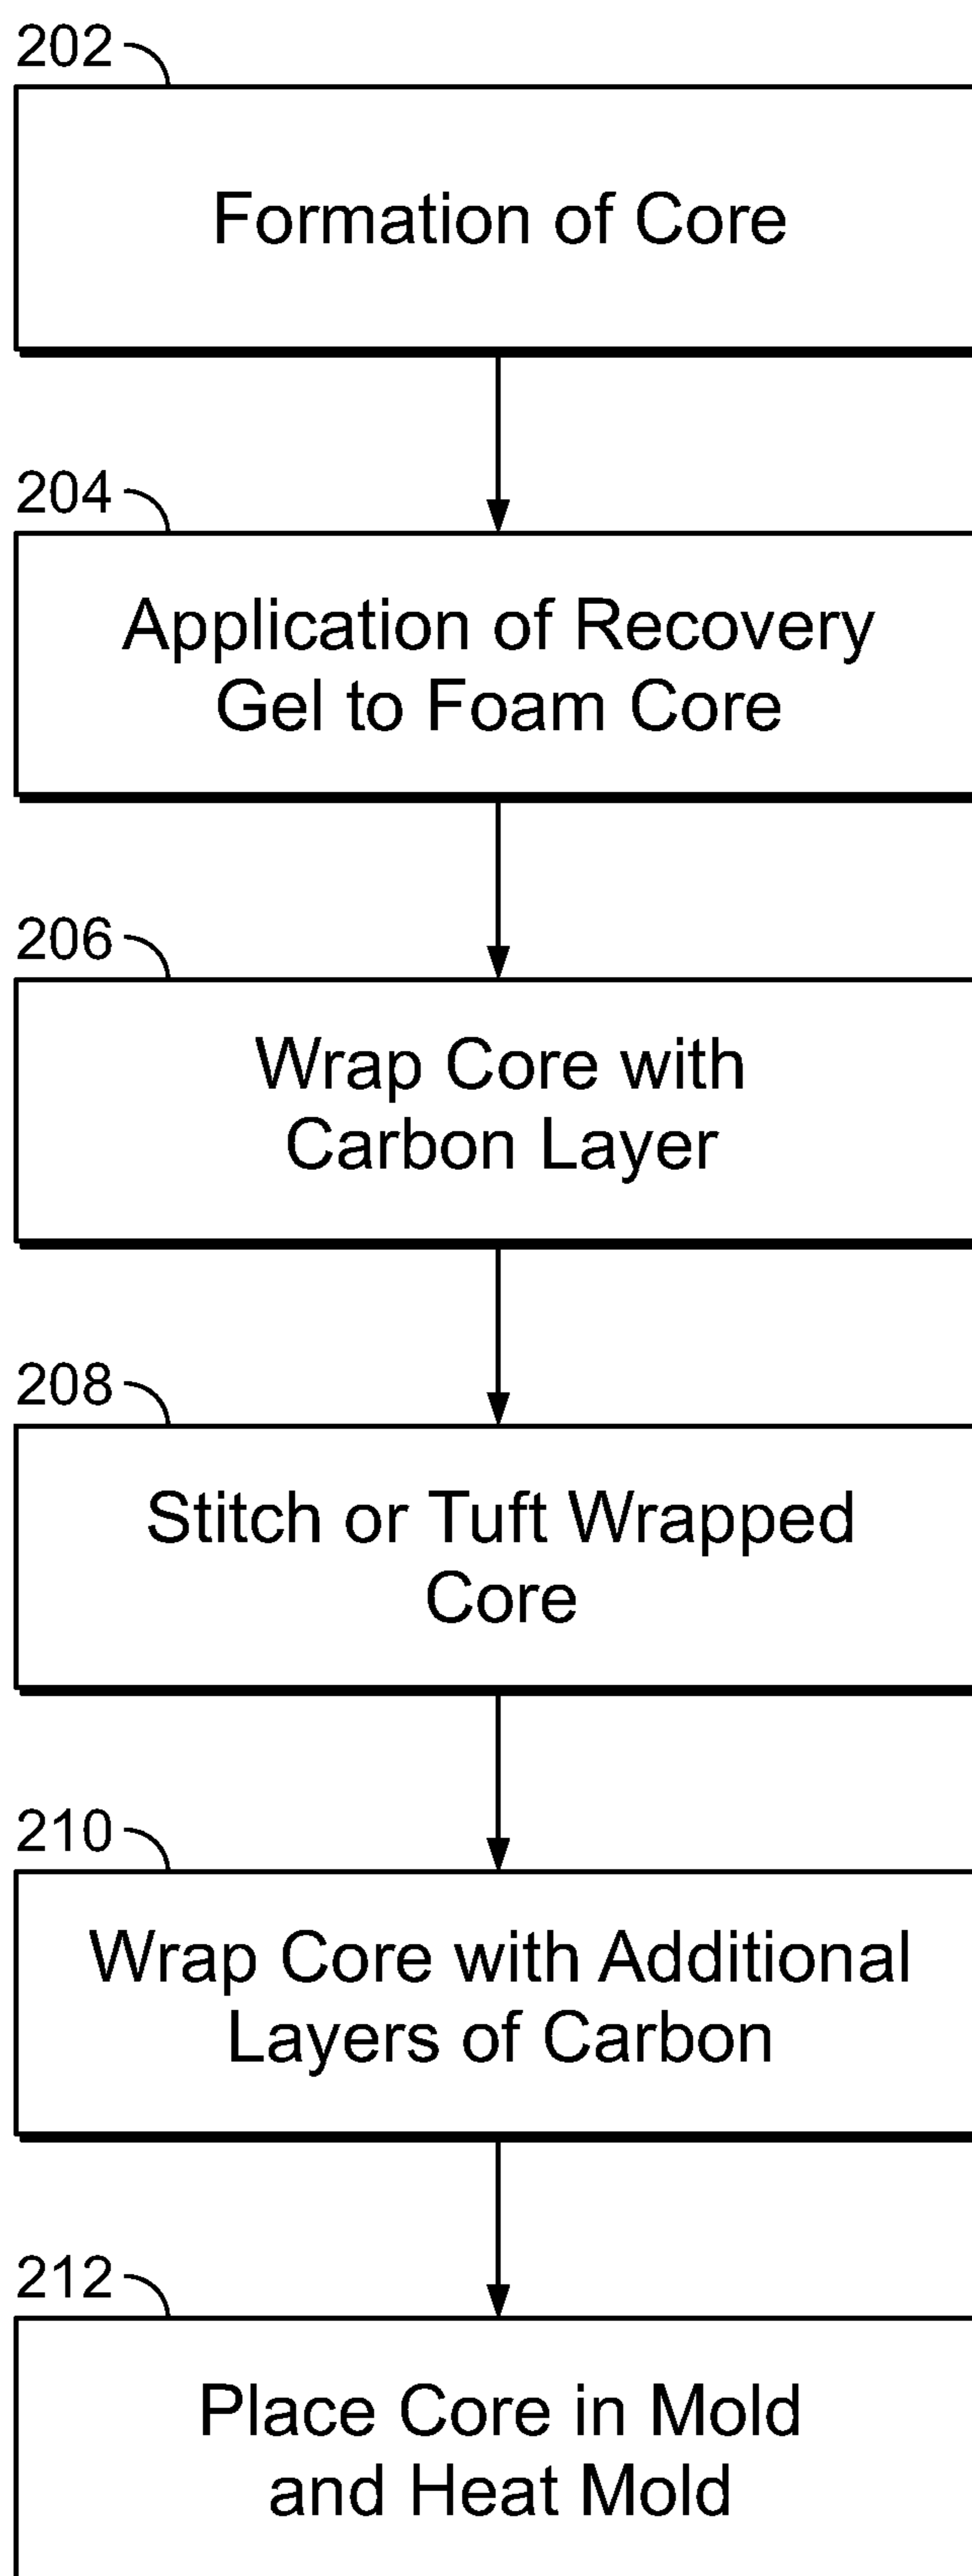 202
Formation of Core
204
Application of Recovery
Gel to Foam Core
206
Wrap Core with
Carbon Layer
208
Stitch or Tuft Wrapped
Core
210
Wrap Core with Additional
Layers of Carbon
212
Place Core in Mold
and Heat Mold